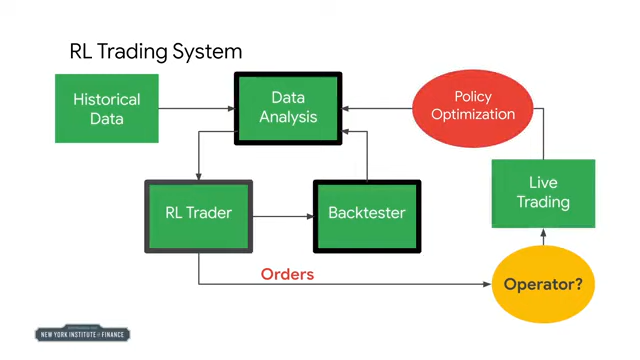 RL Trading System
Historical
Data
Data
Analysis
Policy
Optimization
RL Trader
Backtester
Live
Trading
Orders
Operator?
NEW YORK INSTITUTE of FINANCE